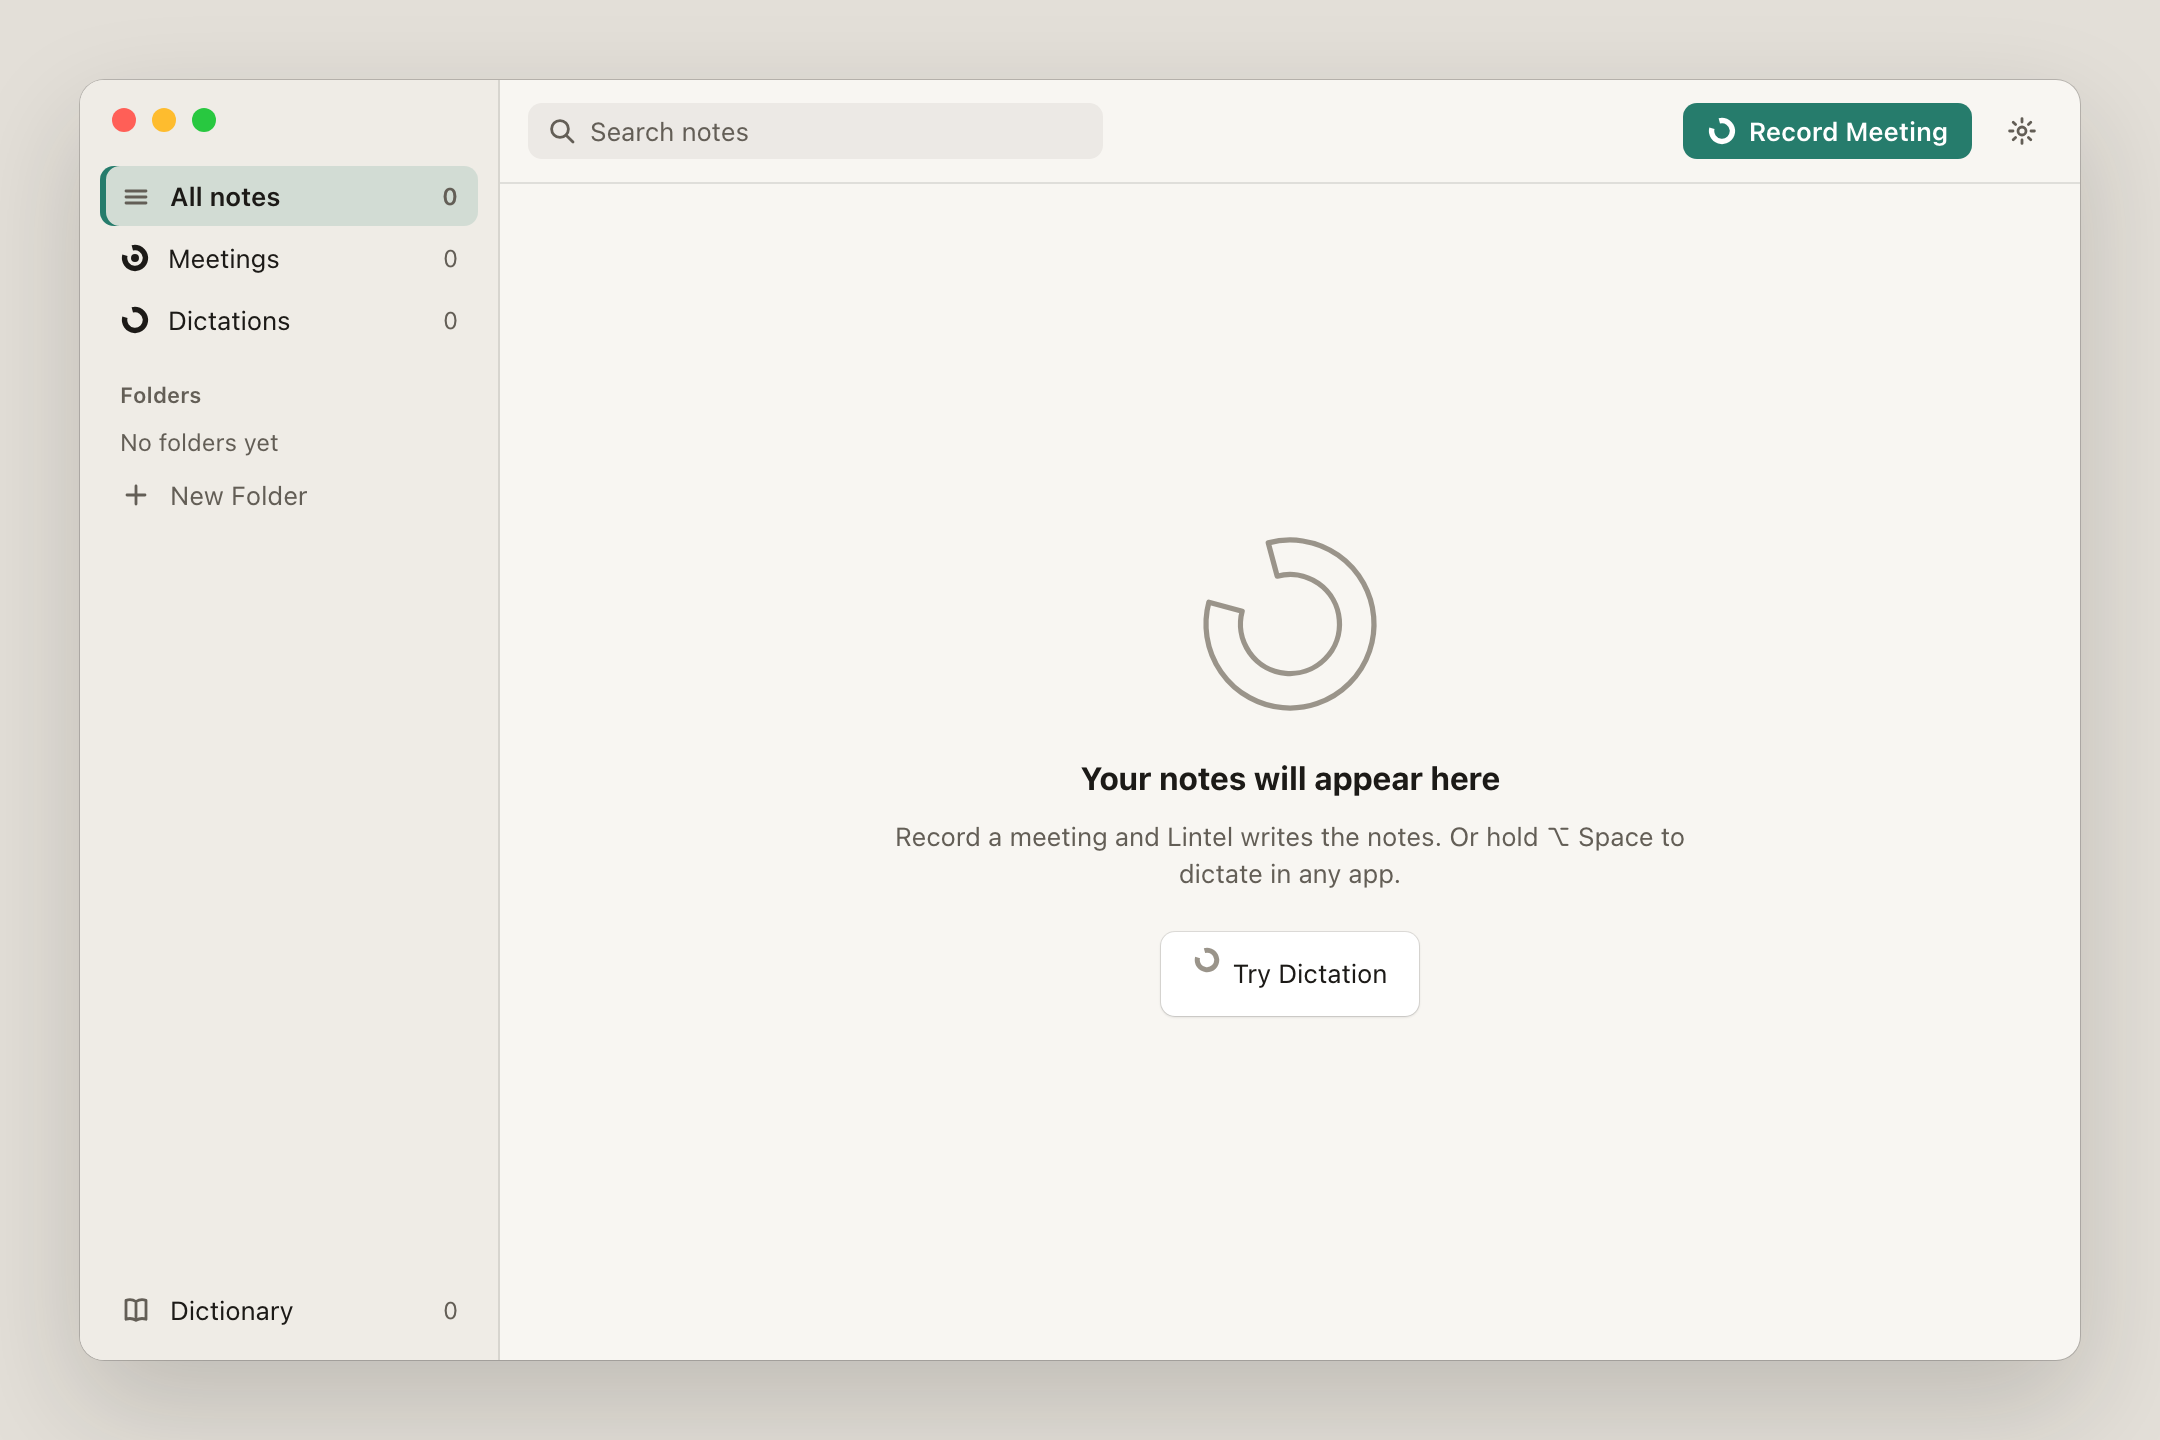 All notes 0
Meetings 0
Dictations 0
Folders
No folders yet
New Folder
Dictionary 0
Search notes
Record Meeting
Your notes will appear here
Record a meeting and Lintel writes the notes. Or hold ⌥ Space to
dictate in any app.
Try Dictation